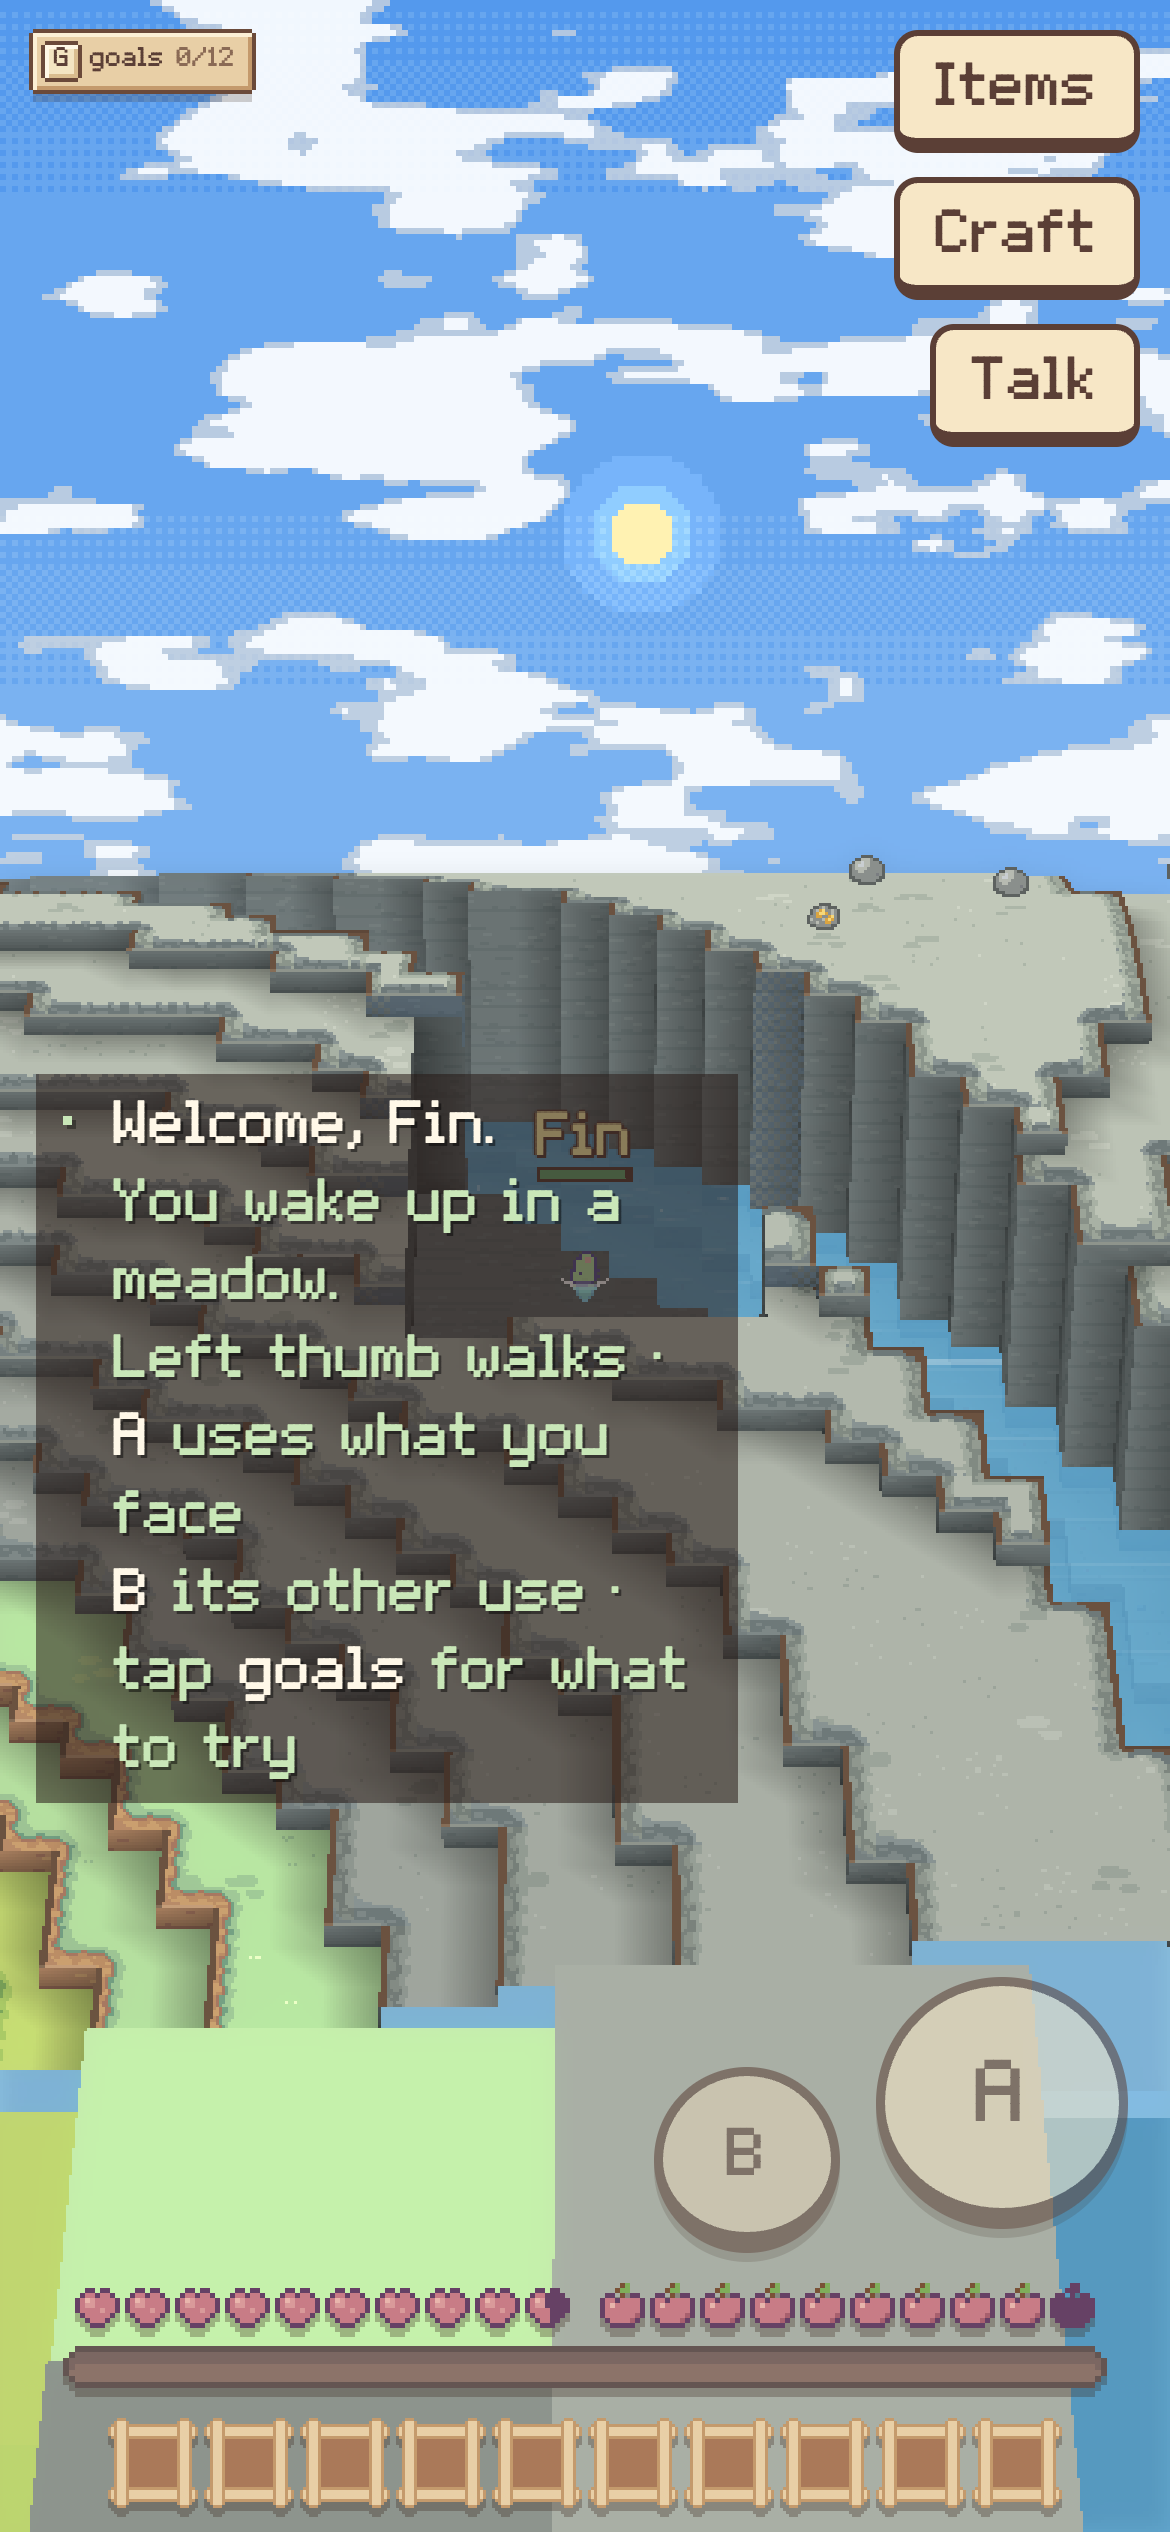 G goals 0/12
Items
Craft
Talk
Welcome, Fin.
Fin
You wake up in a
meadow.
Left thumb walks ·
A uses what you
face
B its other use ·
tap goals for what
to try
A
B